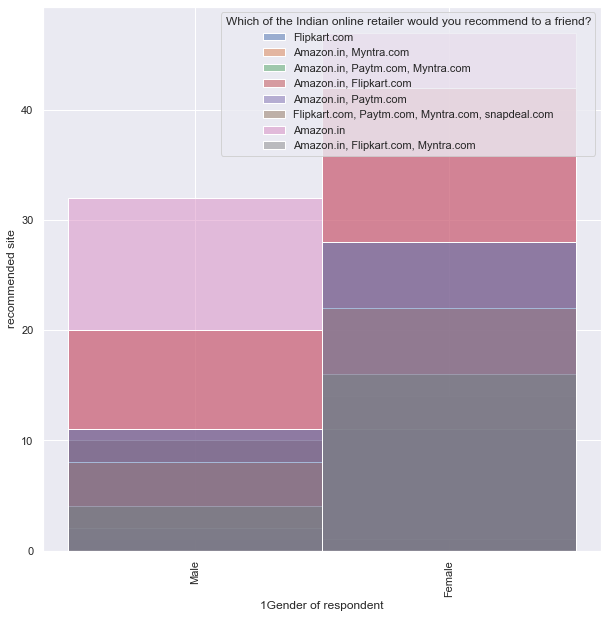 Which of the Indian online retailer would you recommend to a friend?
Flipkart.com
Amazon.in, Myntra.com
Amazon.in, Paytm.com, Myntra.com
Amazon.in, Flipkart.com
Amazon.in, Paytm.com
Flipkart.com, Paytm.com, Myntra.com, snapdeal.com
Amazon.in
Amazon.in, Flipkart.com, Myntra.com
recommended site
40
30
20
10
0
Male
Female
1Gender of respondent